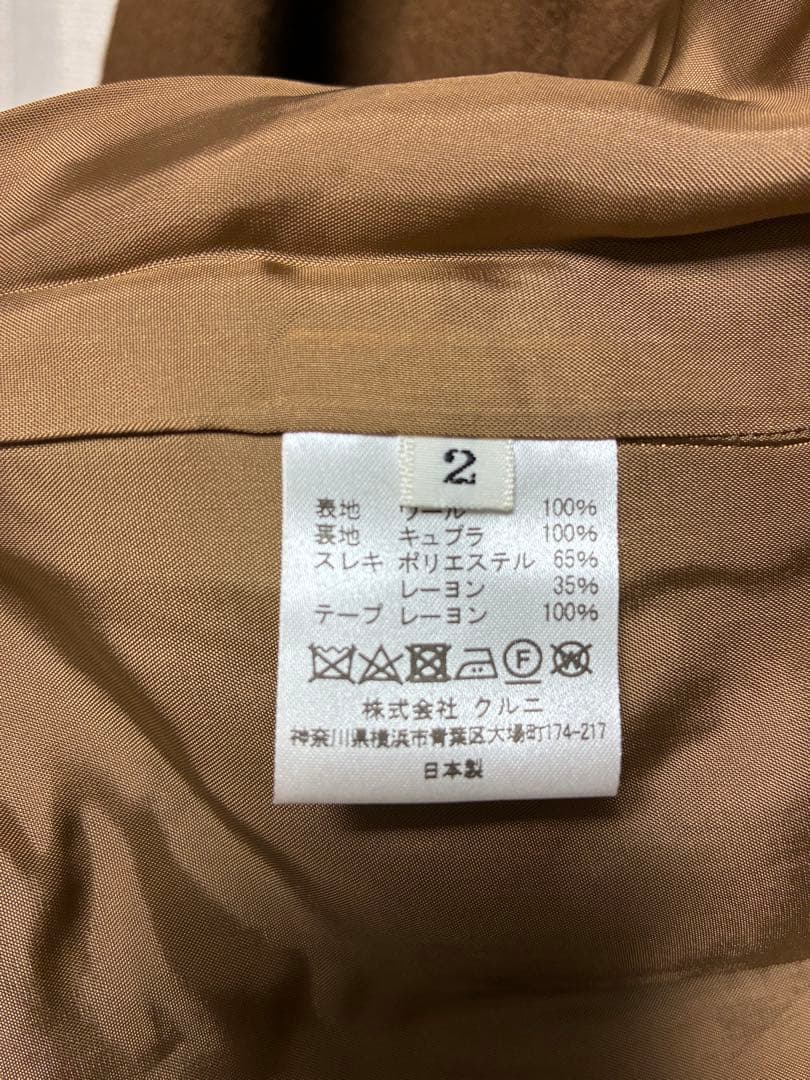 2
表地 ウール 100%
裏地 キュプラ 100%
スレキ ポリエステル 65%
レーヨン 35%
テープ レーヨン 100%
F W
株式会社 クルニ
神奈川県横浜市青葉区大場町174-217
日本製